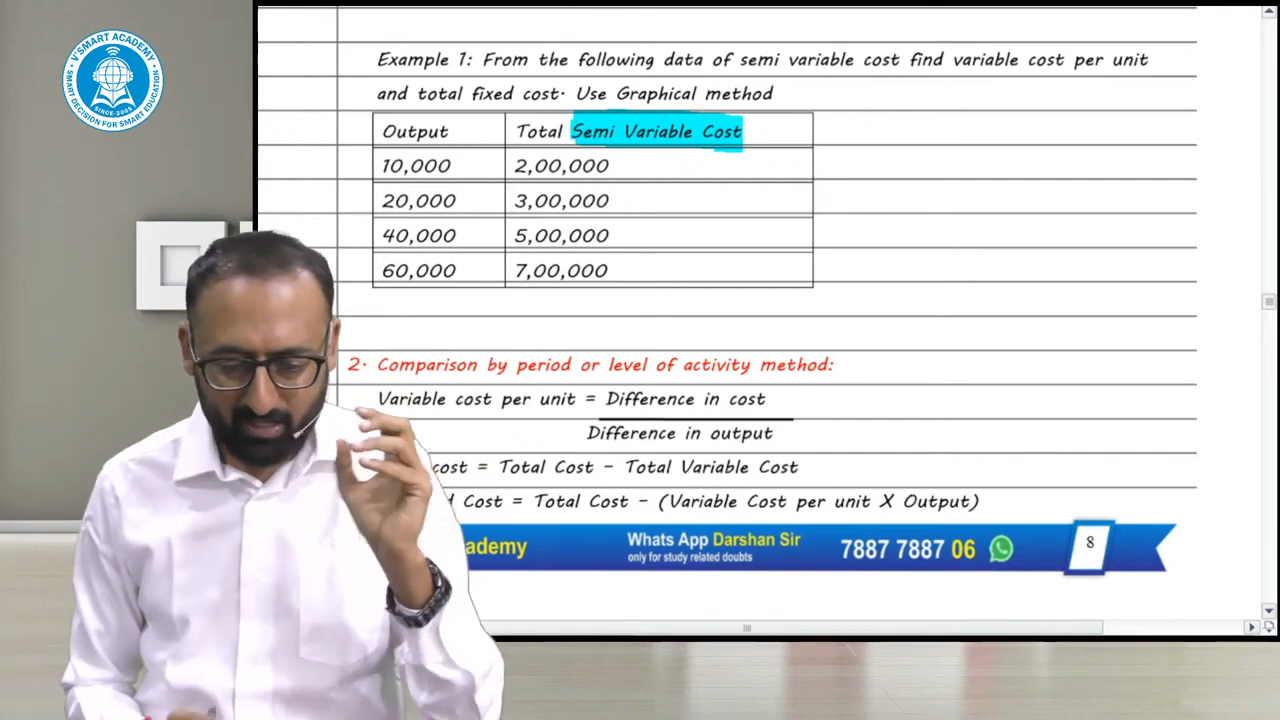 V'SMART ACADEMY
SINCE-2005
SMART DECISION FOR SMART EDUCATION
Example 1: From the following data of semi variable cost find variable cost per unit
and total fixed cost. Use Graphical method
Output Total Semi Variable Cost
10,000 2,00,000
20,000 3,00,000
40,000 5,00,000
60,000 7,00,000
2. Comparison by period or level of activity method:
Variable cost per unit = Difference in cost
Difference in output
cost = Total Cost - Total Variable Cost
Cost = Total Cost - (Variable Cost per unit X Output)
Whats App Darshan Sir
only for study related doubts
7887 7887 06
8